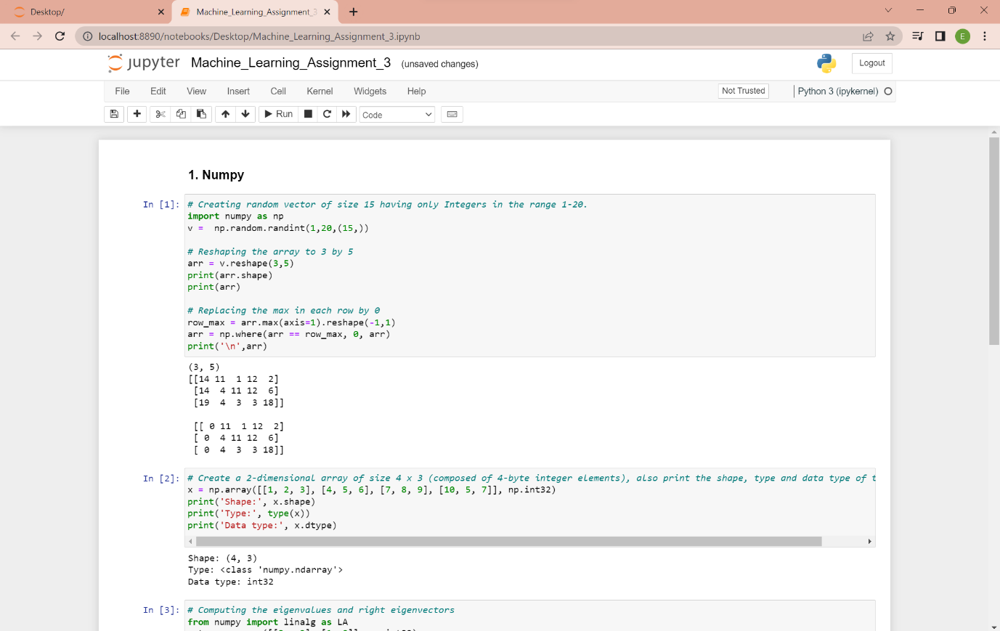 Desktop/
Machine_Learning_Assignment_3
localhost:8890/notebooks/Desktop/Machine_Learning_Assignment_3.ipynb
E
jupyter Machine_Learning_Assignment_3 (unsaved changes)
Logout
File Edit View Insert Cell Kernel Widgets Help
Not Trusted
Python 3 (ipykernel)
Run
Code
1. Numpy
In [1]: # Creating random vector of size 15 having only Integers in the range 1-20.
import numpy as np
v =  np.random.randint(1,20,(15,))
# Reshaping the array to 3 by 5
arr = v.reshape(3,5)
print(arr.shape)
print(arr)
# Replacing the max in each row by 0
row_max = arr.max(axis=1).reshape(-1,1)
arr = np.where(arr == row_max, 0, arr)
print('\n',arr)
(3, 5)
[[14 11  1 12  2]
 [14  4 11 12  6]
 [19  4  3  3 18]]
 [[ 0 11  1 12  2]
 [ 0  4 11 12  6]
 [ 0  4  3  3 18]]
In [2]: # Create a 2-dimensional array of size 4 x 3 (composed of 4-byte integer elements), also print the shape, type and data type of t
x = np.array([[1, 2, 3], [4, 5, 6], [7, 8, 9], [10, 5, 7]], np.int32)
print('Shape:', x.shape)
print('Type:', type(x))
print('Data type:', x.dtype)
Shape: (4, 3)
Type: <class 'numpy.ndarray'>
Data type: int32
In [3]: # Computing the eigenvalues and right eigenvectors
from numpy import linalg as LA